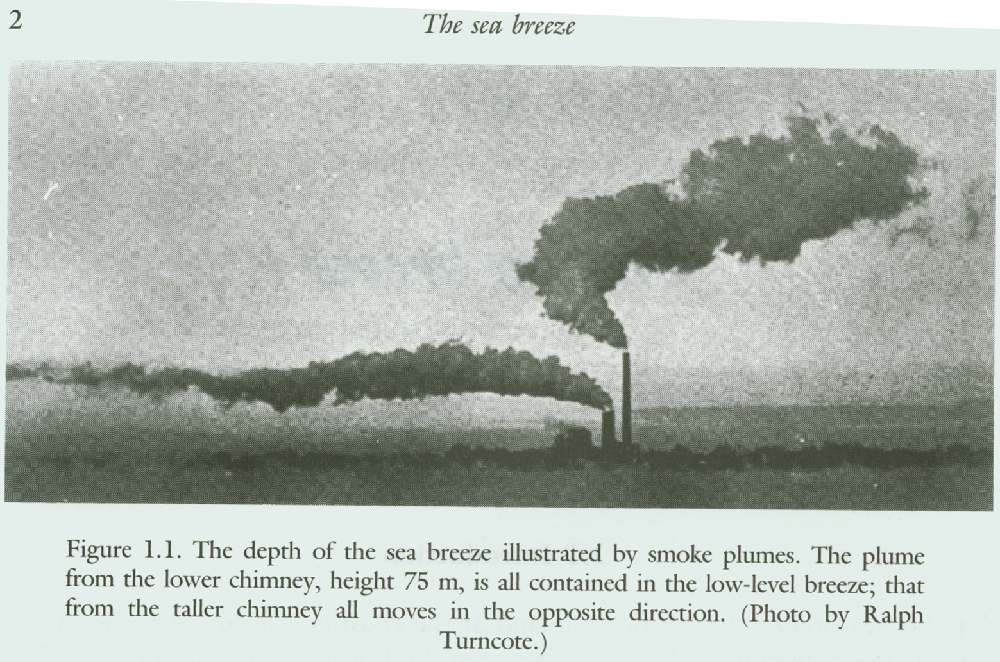 2
The sea breeze
Figure 1.1. The depth of the sea breeze illustrated by smoke plumes. The plume
from the lower chimney, height 75 m, is all contained in the low-level breeze; that
from the taller chimney all moves in the opposite direction. (Photo by Ralph
Turncote.)